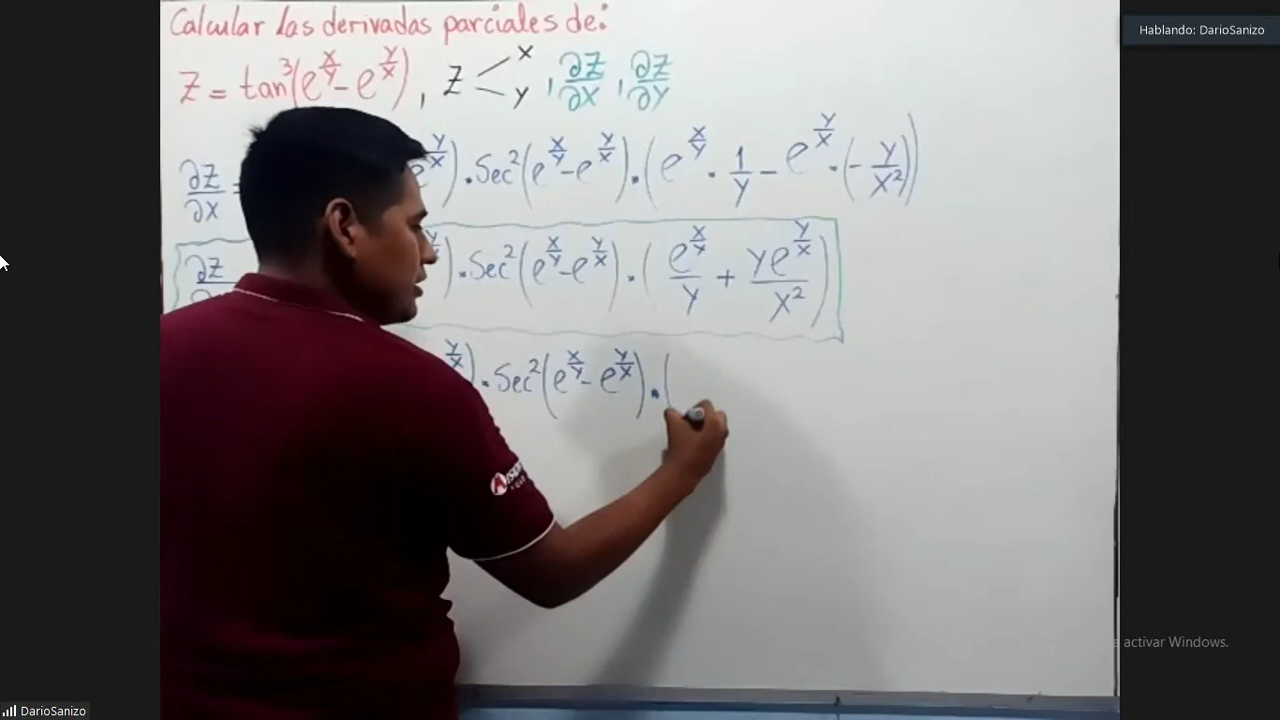 Hablando: DarioSanizo
Calcular las derivadas parciales de:
Z = tan³(e^(x/y) - e^(y/x)), Z < x y, ∂Z/∂x, ∂Z/∂y
∂Z/∂x = e^(y/x)) . Sec²(e^(x/y) - e^(y/x)) . (e^(x/y) . 1/y - e^(y/x) . (-y/x²))
∂Z y/x) . Sec²(e^(x/y) - e^(y/x)) . (e^(x/y)/y + ye^(y/x)/x²)
y/x) . Sec²(e^(x/y) - e^(y/x)) . (
activar Windows.
DarioSanizo